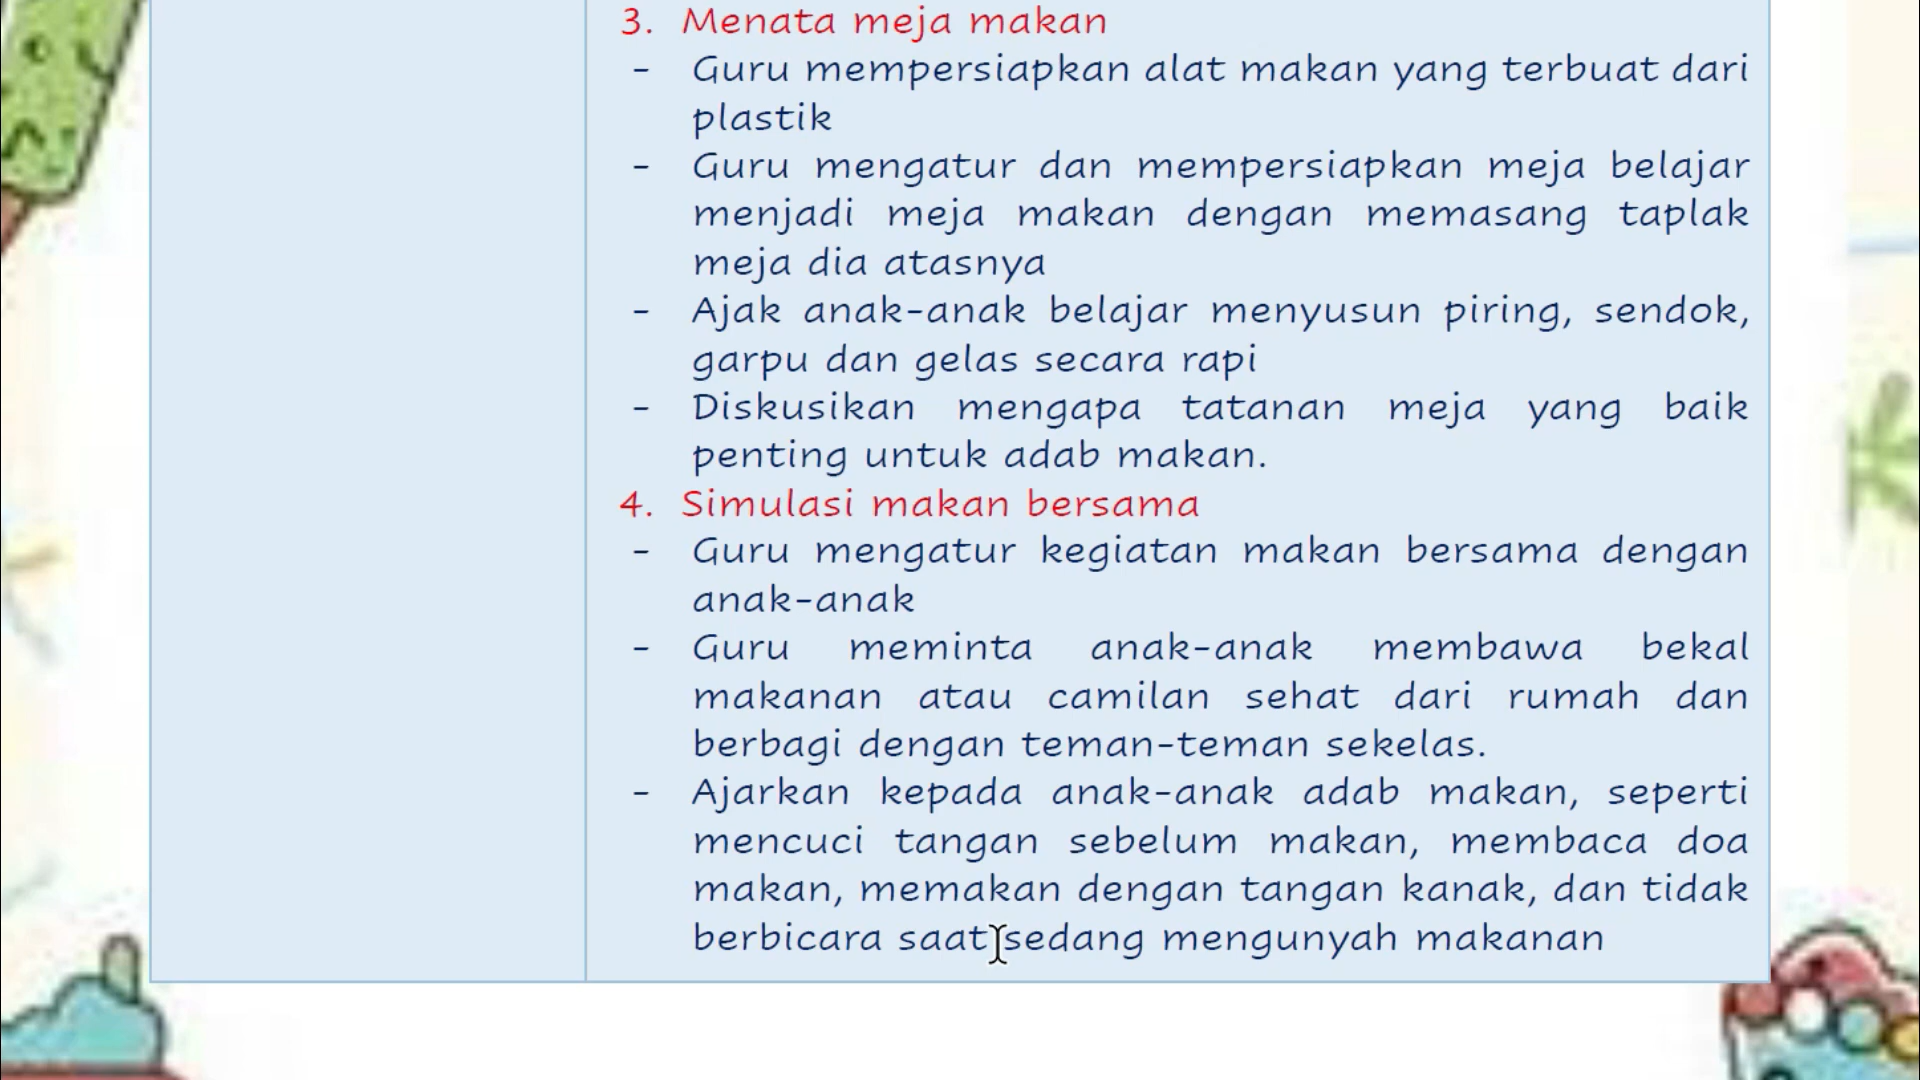 3. Menata meja makan
- Guru mempersiapkan alat makan yang terbuat dari
plastik
- Guru mengatur dan mempersiapkan meja belajar
menjadi meja makan dengan memasang taplak
meja dia atasnya
- Ajak anak-anak belajar menyusun piring, sendok,
garpu dan gelas secara rapi
- Diskusikan mengapa tatanan meja yang baik
penting untuk adab makan.
4. Simulasi makan bersama
- Guru mengatur kegiatan makan bersama dengan
anak-anak
- Guru meminta anak-anak membawa bekal
makanan atau camilan sehat dari rumah dan
berbagi dengan teman-teman sekelas.
- Ajarkan kepada anak-anak adab makan, seperti
mencuci tangan sebelum makan, membaca doa
makan, memakan dengan tangan kanak, dan tidak
berbicara saat sedang mengunyah makanan